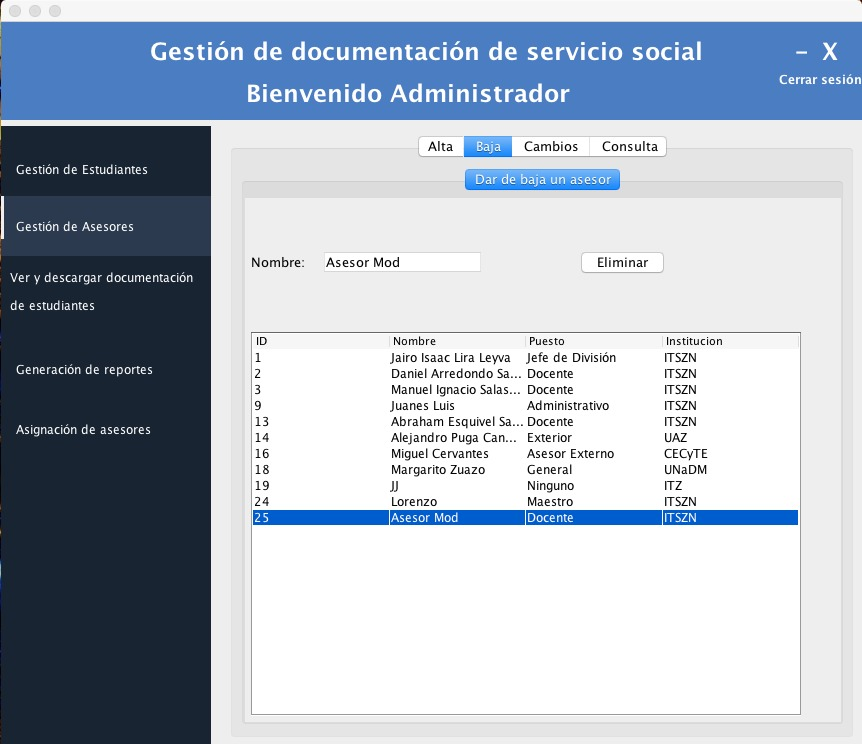 Gestión de documentación de servicio social
Bienvenido Administrador
– X
Cerrar sesión
Gestión de Estudiantes
Gestión de Asesores
Ver y descargar documentación
de estudiantes
Generación de reportes
Asignación de asesores
Alta Baja Cambios Consulta
Dar de baja un asesor
Nombre: Asesor Mod Eliminar
ID Nombre Puesto Institucion
1 Jairo Isaac Lira Leyva Jefe de División ITSZN
2 Daniel Arredondo Sa... Docente ITSZN
3 Manuel Ignacio Salas... Docente ITSZN
9 Juanes Luis Administrativo ITSZN
13 Abraham Esquivel Sa... Docente ITSZN
14 Alejandro Puga Can... Exterior UAZ
16 Miguel Cervantes Asesor Externo CECyTE
18 Margarito Zuazo General UNaDM
19 JJ Ninguno ITZ
24 Lorenzo Maestro ITSZN
25 Asesor Mod Docente ITSZN